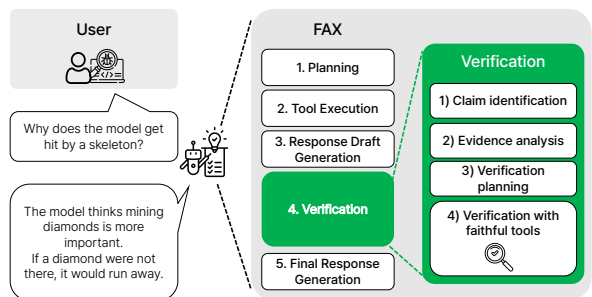 User
Why does the model get
hit by a skeleton?
The model thinks mining
diamonds is more
important.
If a diamond were not
there, it would run away.
FAX
1. Planning
2. Tool Execution
3. Response Draft
Generation
4. Verification
5. Final Response
Generation
Verification
1) Claim identification
2) Evidence analysis
3) Verification
planning
4) Verification with
faithful tools